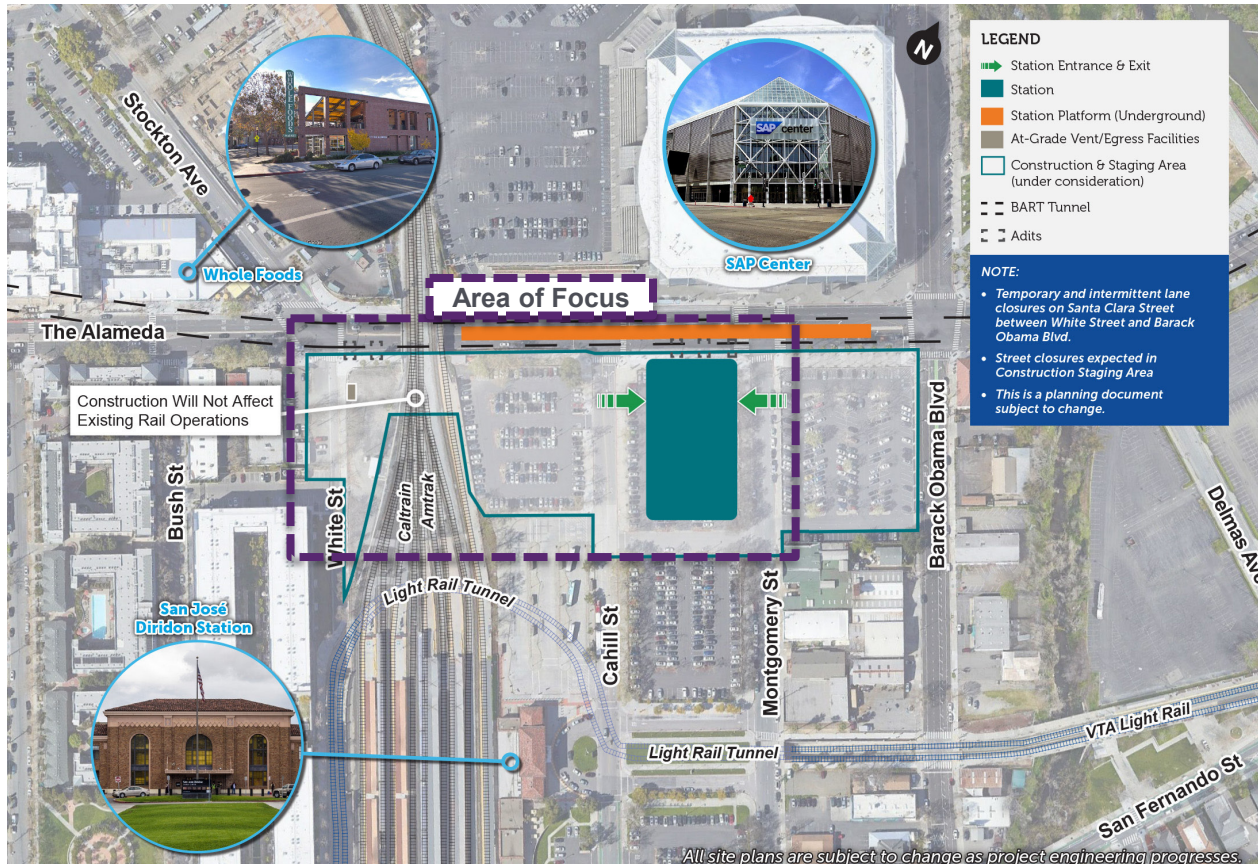 LEGEND
Station Entrance & Exit
Station
Station Platform (Underground)
At-Grade Vent/Egress Facilities
Construction & Staging Area
(under consideration)
BART Tunnel
Adits
NOTE:
• Temporary and intermittent lane
closures on Santa Clara Street
between White Street and Barack
Obama Blvd.
• Street closures expected in
Construction Staging Area
• This is a planning document
subject to change.
N
Stockton Ave
WHOLE FOODS
Whole Foods
SAP center
SAP Center
Area of Focus
The Alameda
Construction Will Not Affect
Existing Rail Operations
Bush St
White St
Caltrain
Amtrak
Cahill St
Montgomery St
Barack Obama Blvd
Delmas Ave
Light Rail Tunnel
San José
Diridon Station
Light Rail Tunnel
VTA Light Rail
San Fernando St
All site plans are subject to change as project engineering progresses